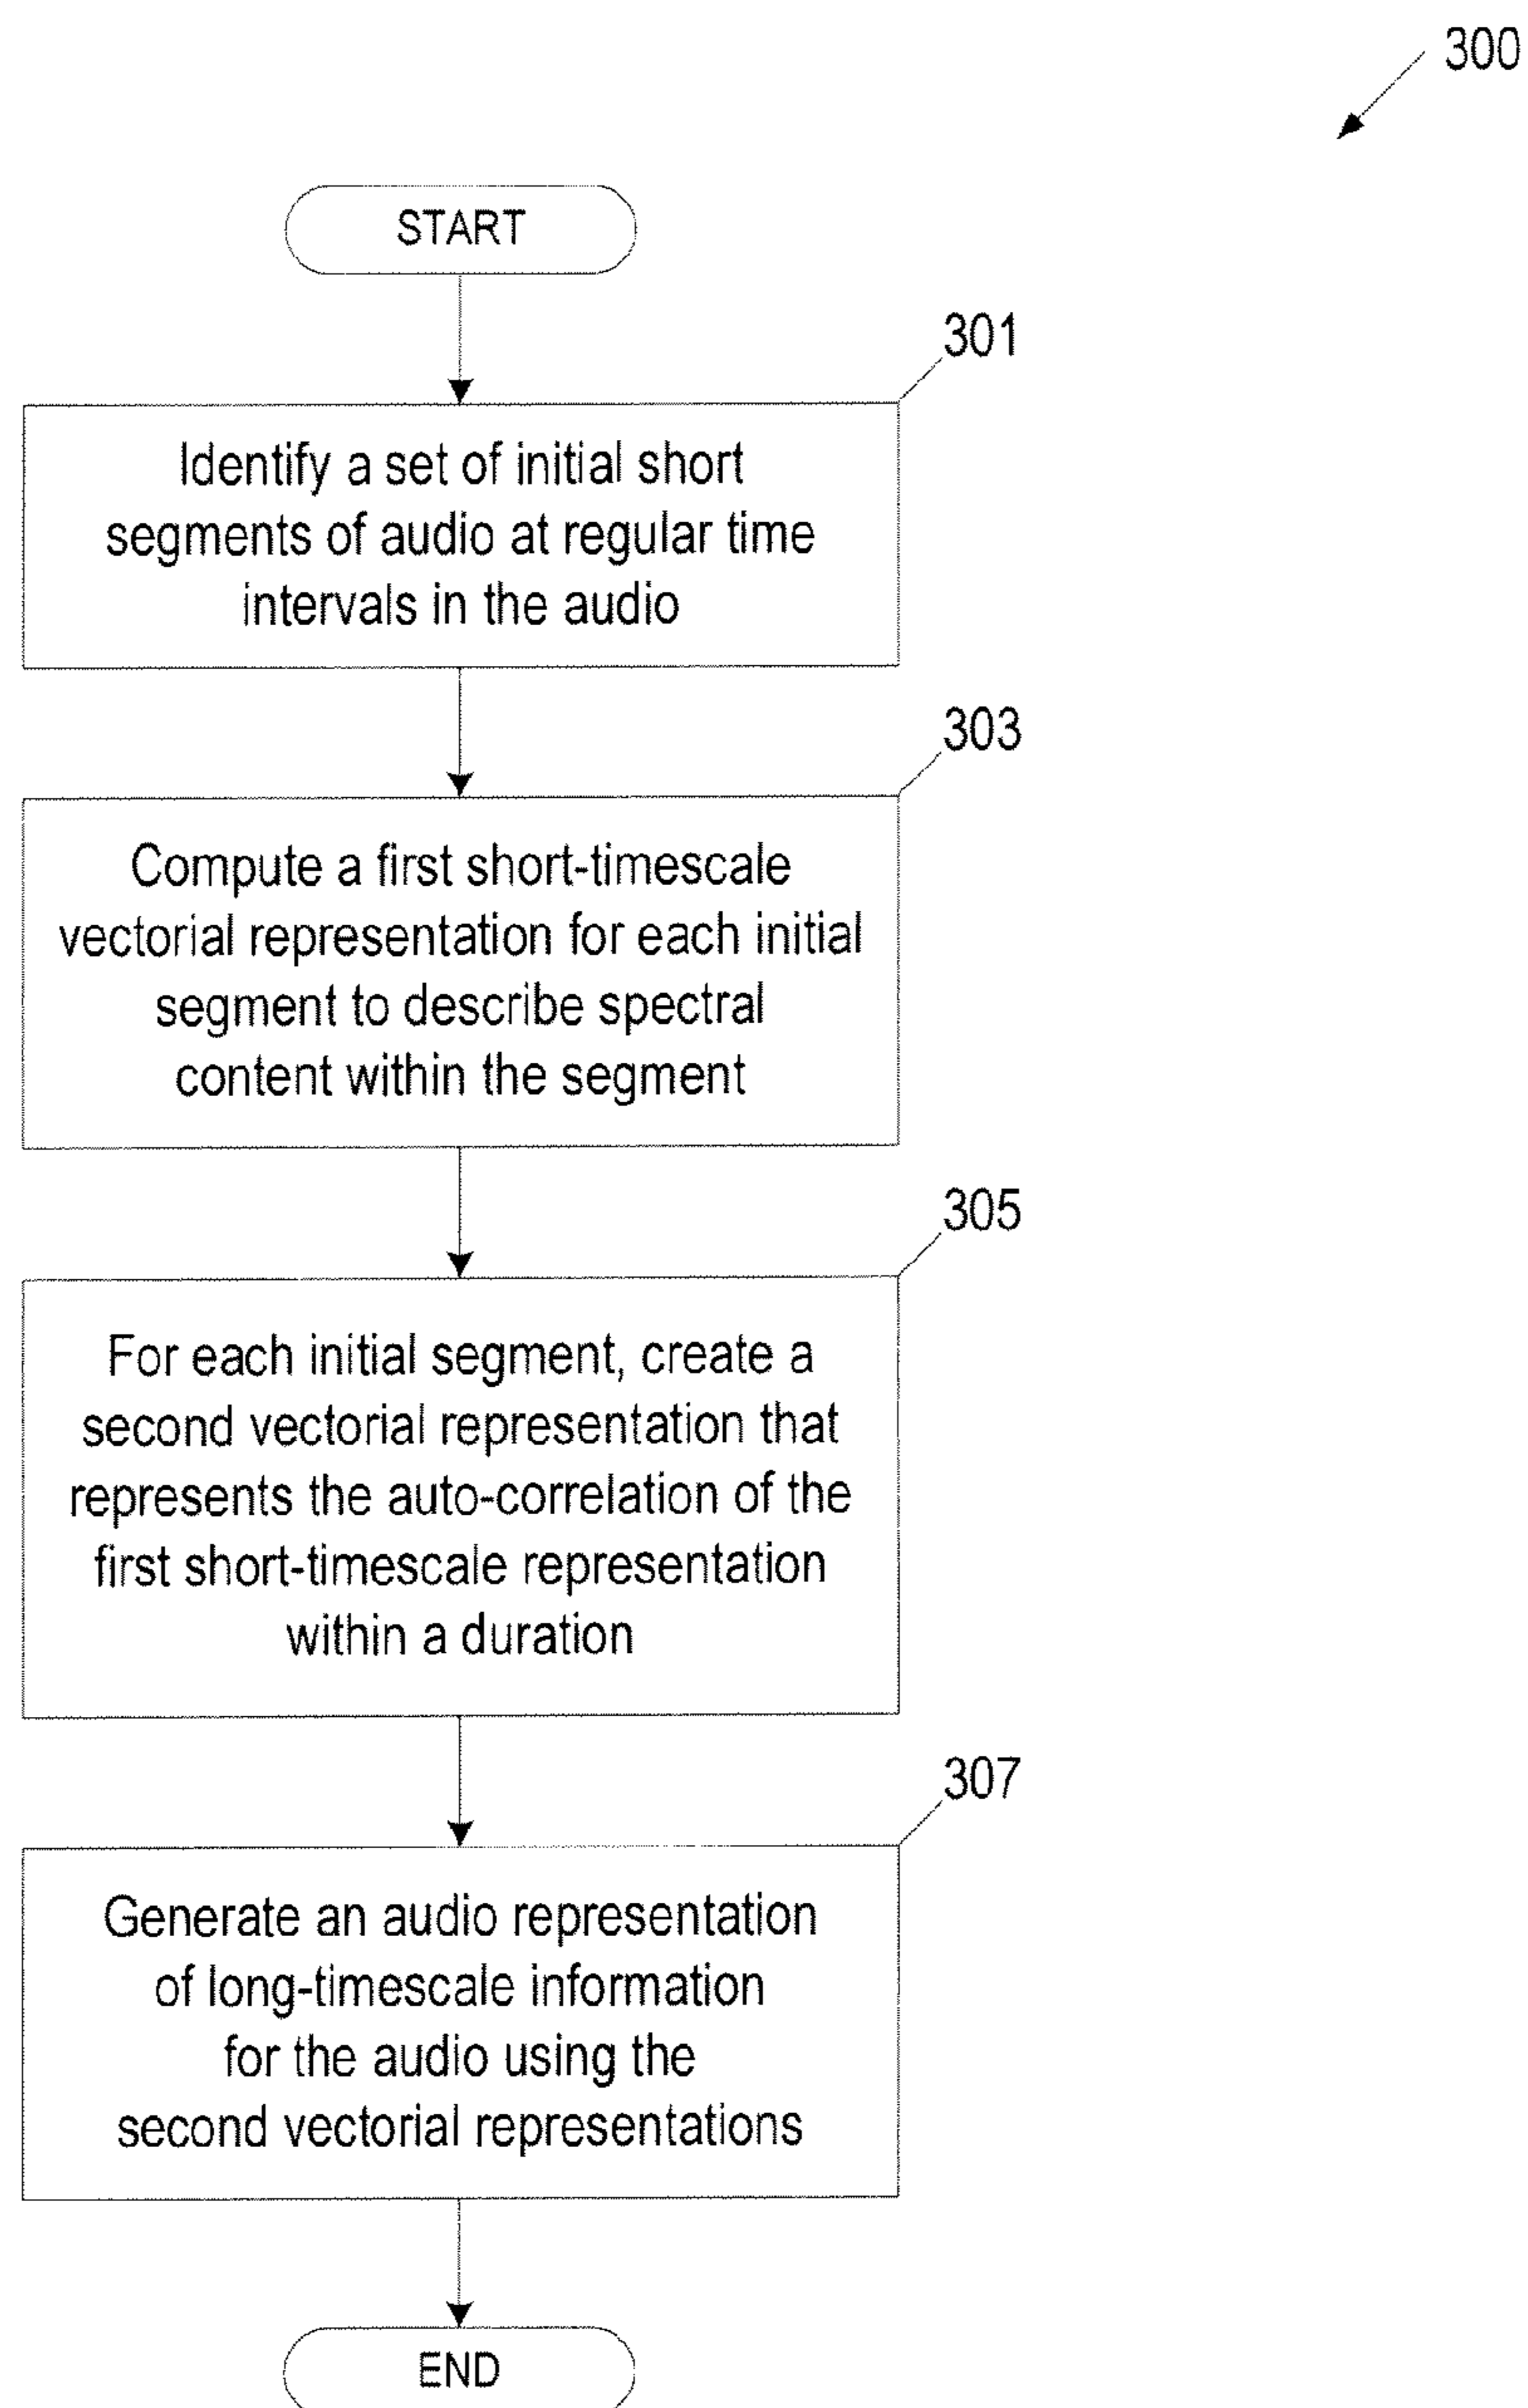 300
START
301
Identify a set of initial short
segments of audio at regular time
intervals in the audio
303
Compute a first short-timescale
vectorial representation for each initial
segment to describe spectral
content within the segment
305
For each initial segment, create a
second vectorial representation that
represents the auto-correlation of the
first short-timescale representation
within a duration
307
Generate an audio representation
of long-timescale information
for the audio using the
second vectorial representations
END